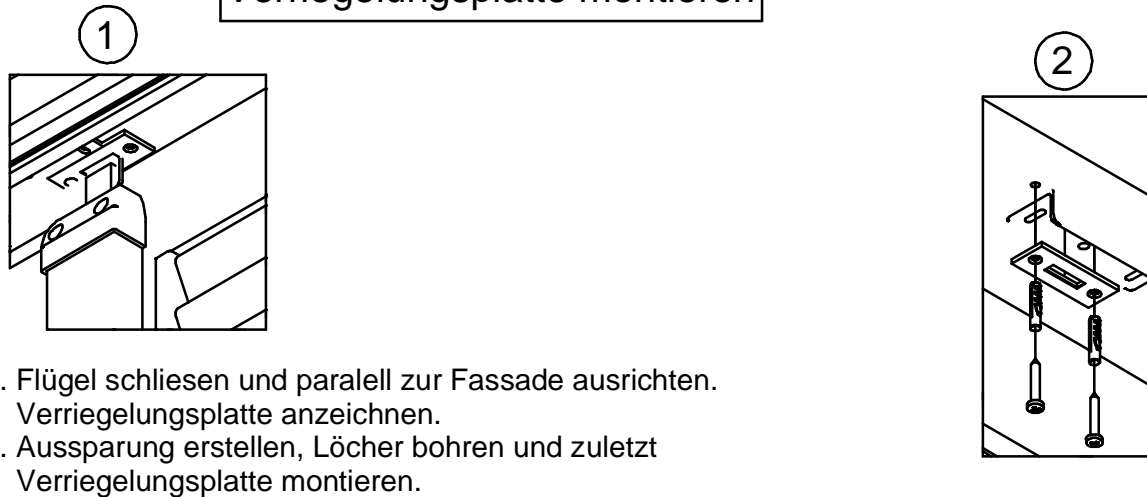 Verriegelungsplatte montieren
1
2
. Flügel schliesen und paralell zur Fassade ausrichten.
Verriegelungsplatte anzeichnen.
. Aussparung erstellen, Löcher bohren und zuletzt
Verriegelungsplatte montieren.